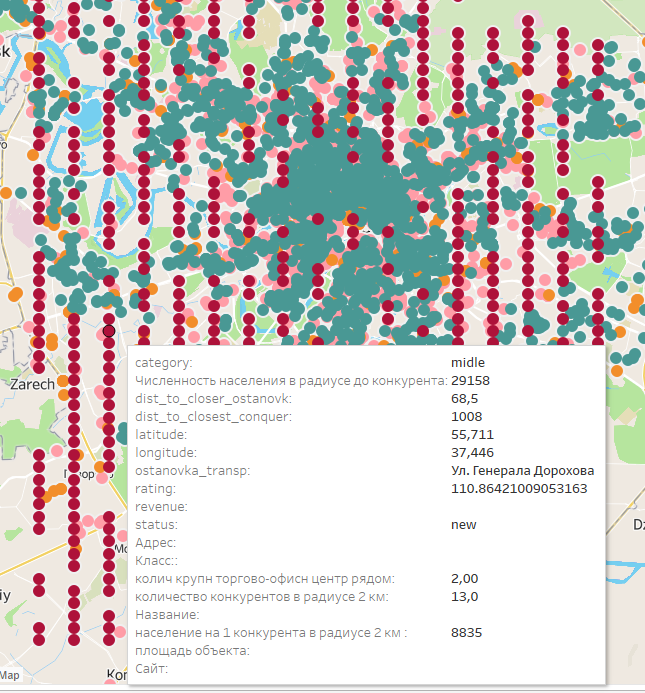 sk
Zarech
category: midle
Численность населения в радиусе до конкурента: 29158
dist_to_closer_ostanovk: 68,5
dist_to_closest_conquer: 1008
latitude: 55,711
longitude: 37,446
ostanovka_transp: Ул. Генерала Дорохова
rating: 110.86421009053163
revenue:
status: new
Адрес:
Класс::
колич крупн торгово-офисн центр рядом: 2,00
количество конкурентов в радиусе 2 км: 13,0
Название:
население на 1 конкурента в радиусе 2 км : 8835
площадь объекта:
Сайт:
Dz
iy
Map
Kor